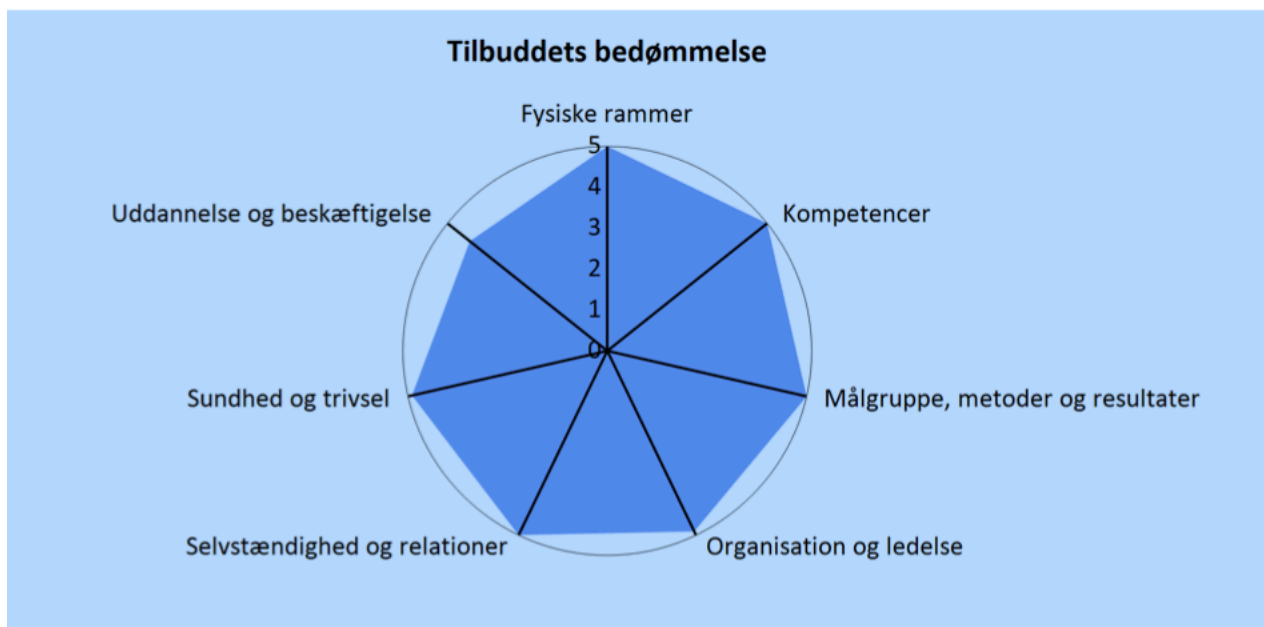 Tilbuddets bedømmelse
Fysiske rammer
5
4
3
2
1
0
Kompetencer
Målgruppe, metoder og resultater
Organisation og ledelse
Selvstændighed og relationer
Sundhed og trivsel
Uddannelse og beskæftigelse